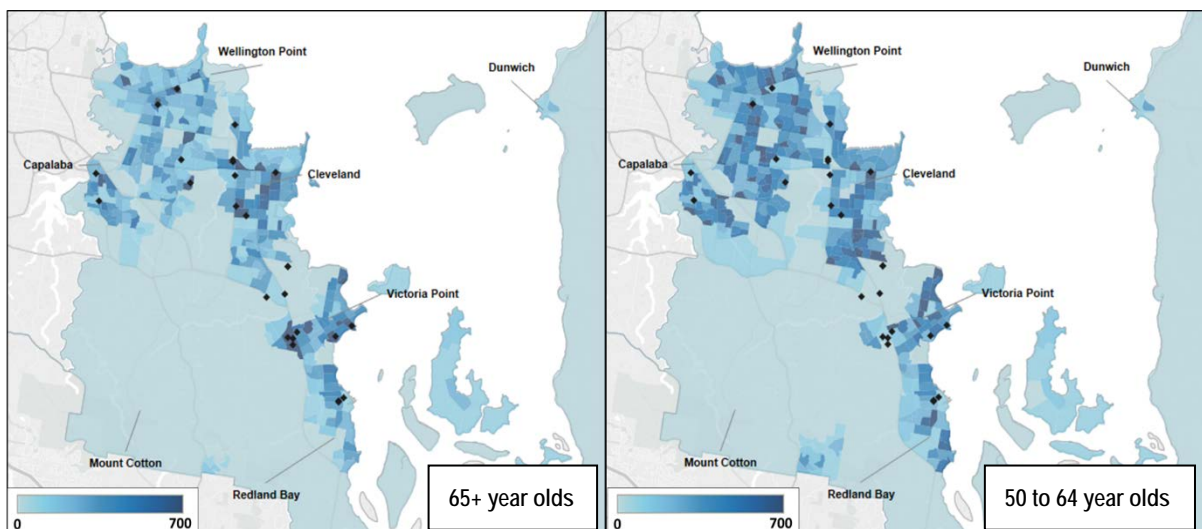 Wellington Point
Dunwich
Capalaba
Cleveland
Victoria Point
Mount Cotton
Redland Bay
0 700
65+ year olds
Wellington Point
Dunwich
Capalaba
Cleveland
Victoria Point
Mount Cotton
Redland Bay
0 700
50 to 64 year olds